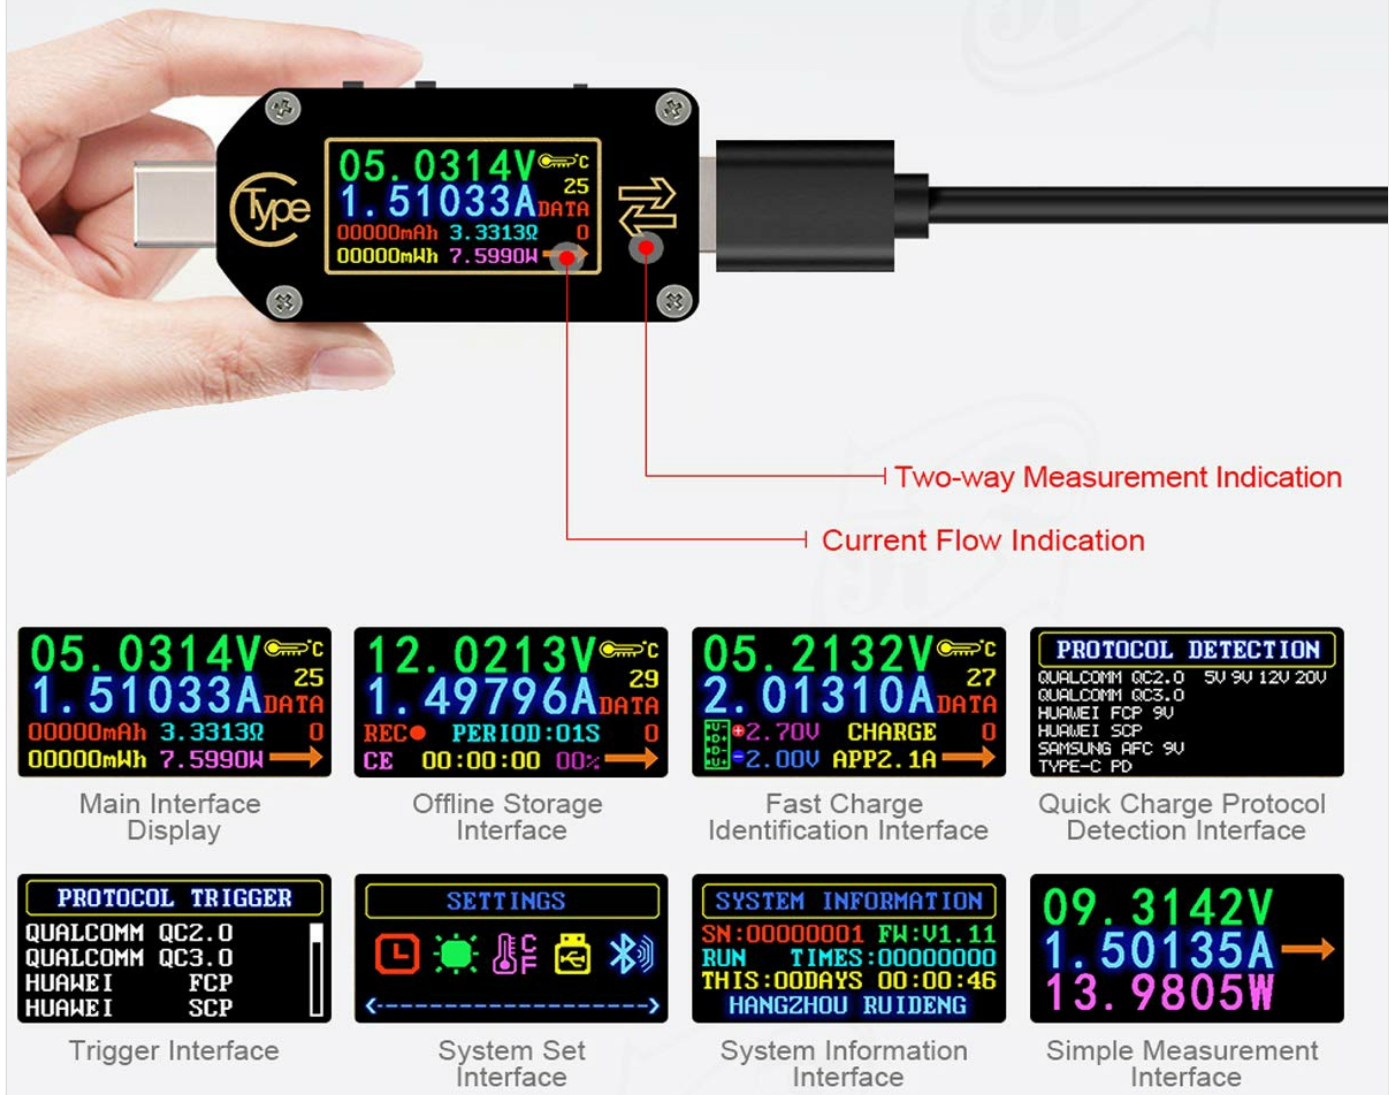 Type C
05.0314V °C
25
1.51033A DATA
00000mAh 3.3313Ω 0
00000mWh 7.5990W
Two-way Measurement Indication
Current Flow Indication
05.0314V °C
25
1.51033A DATA
00000mAh 3.3313Ω 0
00000mWh 7.5990W
Main Interface
Display
12.0213V °C
29
1.49796A DATA
REC PERIOD:01S 0
CE 00:00:00 00%
Offline Storage
Interface
05.2132V °C
27
2.01310A DATA
U- D+ D- U+
+2.70V CHARGE 0
-2.00V APP2.1A
Fast Charge
Identification Interface
PROTOCOL DETECTION
QUALCOMM QC2.0 5V 9V 12V 20V
QUALCOMM QC3.0
HUAWEI FCP 9V
HUAWEI SCP
SAMSUNG AFC 9V
TYPE-C PD
Quick Charge Protocol
Detection Interface
PROTOCOL TRIGGER
QUALCOMM QC2.0
QUALCOMM QC3.0
HUAWEI FCP
HUAWEI SCP
Trigger Interface
SETTINGS
C
F
System Set
Interface
SYSTEM INFORMATION
SN:00000001 FW:V1.11
RUN TIMES:00000000
THIS:00DAYS 00:00:46
HANGZHOU RUIDENG
System Information
Interface
09.3142V
1.50135A
13.9805W
Simple Measurement
Interface